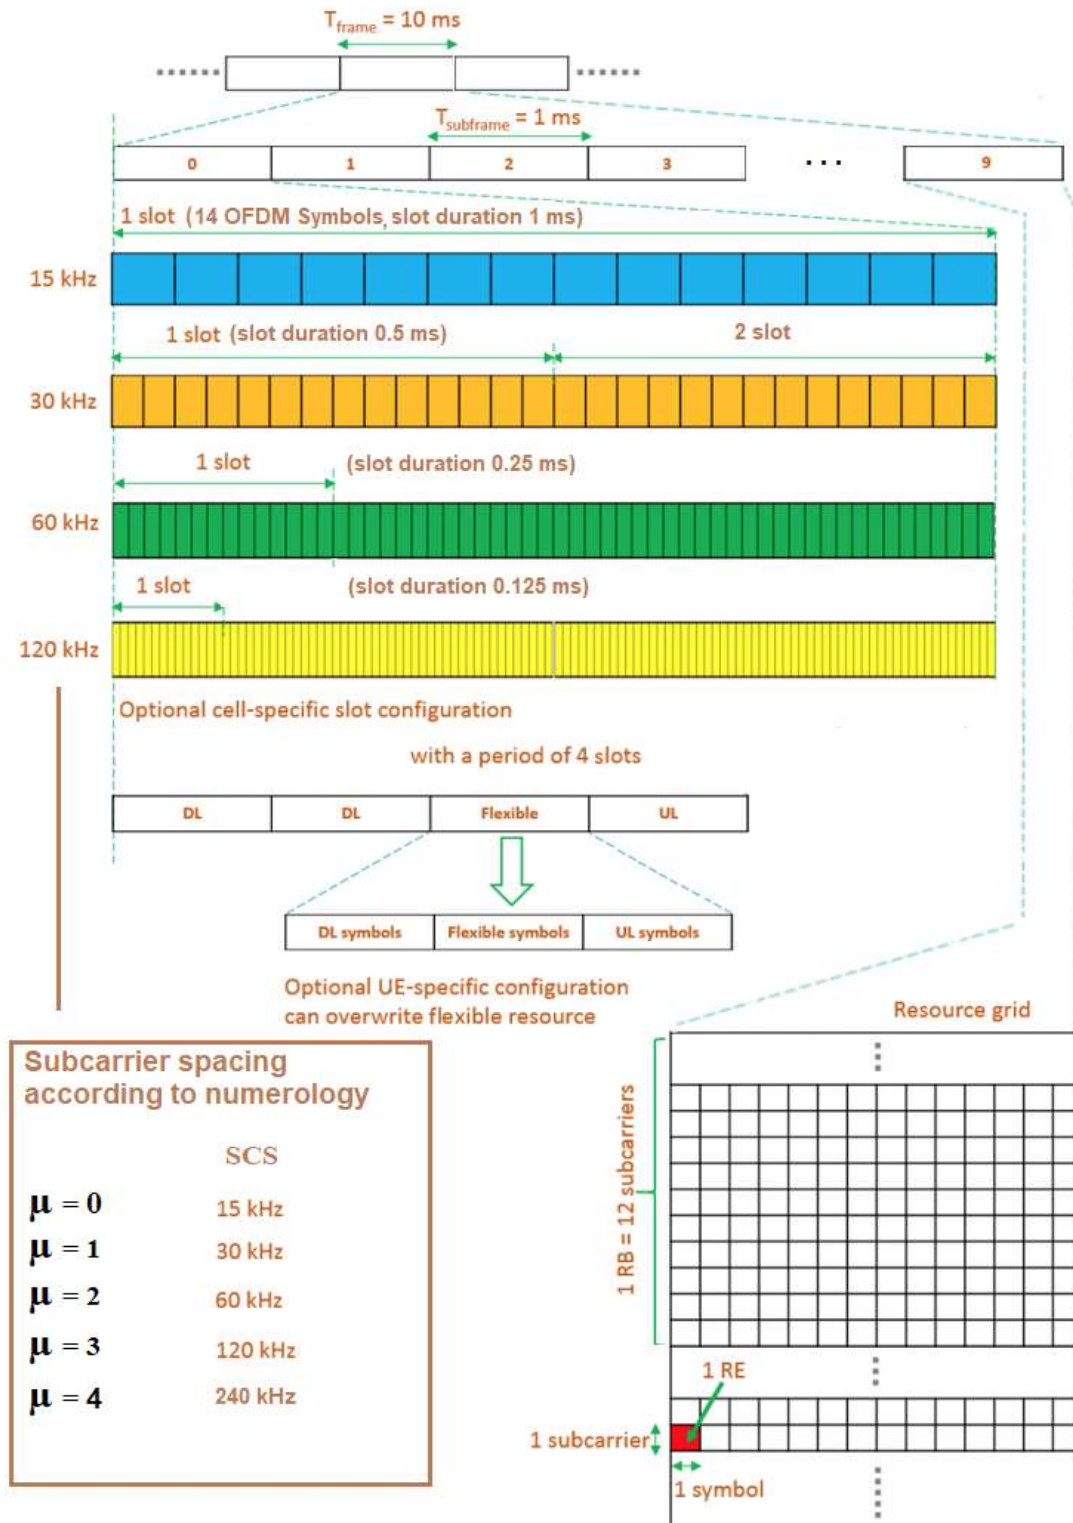 T_frame = 10 ms
T_subframe = 1 ms
0 1 2 3 ... 9
1 slot (14 OFDM Symbols, slot duration 1 ms)
15 kHz
1 slot (slot duration 0.5 ms) 2 slot
30 kHz
1 slot (slot duration 0.25 ms)
60 kHz
1 slot (slot duration 0.125 ms)
120 kHz
Optional cell-specific slot configuration
with a period of 4 slots
DL DL Flexible UL
DL symbols Flexible symbols UL symbols
Optional UE-specific configuration
can overwrite flexible resource
Resource grid
1 RB = 12 subcarriers
1 RE
1 subcarrier
1 symbol
Subcarrier spacing
according to numerology
SCS
μ = 0 15 kHz
μ = 1 30 kHz
μ = 2 60 kHz
μ = 3 120 kHz
μ = 4 240 kHz